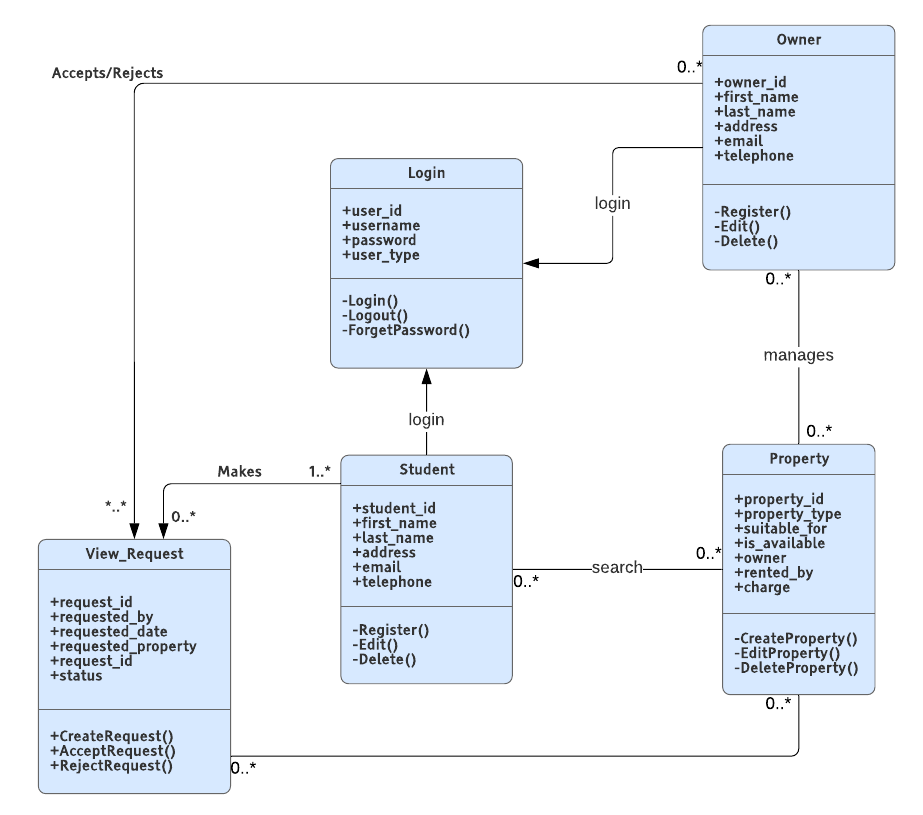 Owner
+owner_id
+first_name
+last_name
+address
+email
+telephone
-Register()
-Edit()
-Delete()
0..*
Accepts/Rejects
login
Login
+user_id
+username
+password
+user_type
-Login()
-Logout()
-ForgetPassword()
0..*
manages
0..*
login
Makes
1..*
*..*
0..*
Student
+student_id
+first_name
+last_name
+address
+email
+telephone
-Register()
-Edit()
-Delete()
0..*
search
0..*
Property
+property_id
+property_type
+suitable_for
+is_available
+owner
+rented_by
+charge
-CreateProperty()
-EditProperty()
-DeleteProperty()
0..*
View_Request
+request_id
+requested_by
+requested_date
+requested_property
+request_id
+status
+CreateRequest()
+AcceptRequest()
+RejectRequest()
0..*